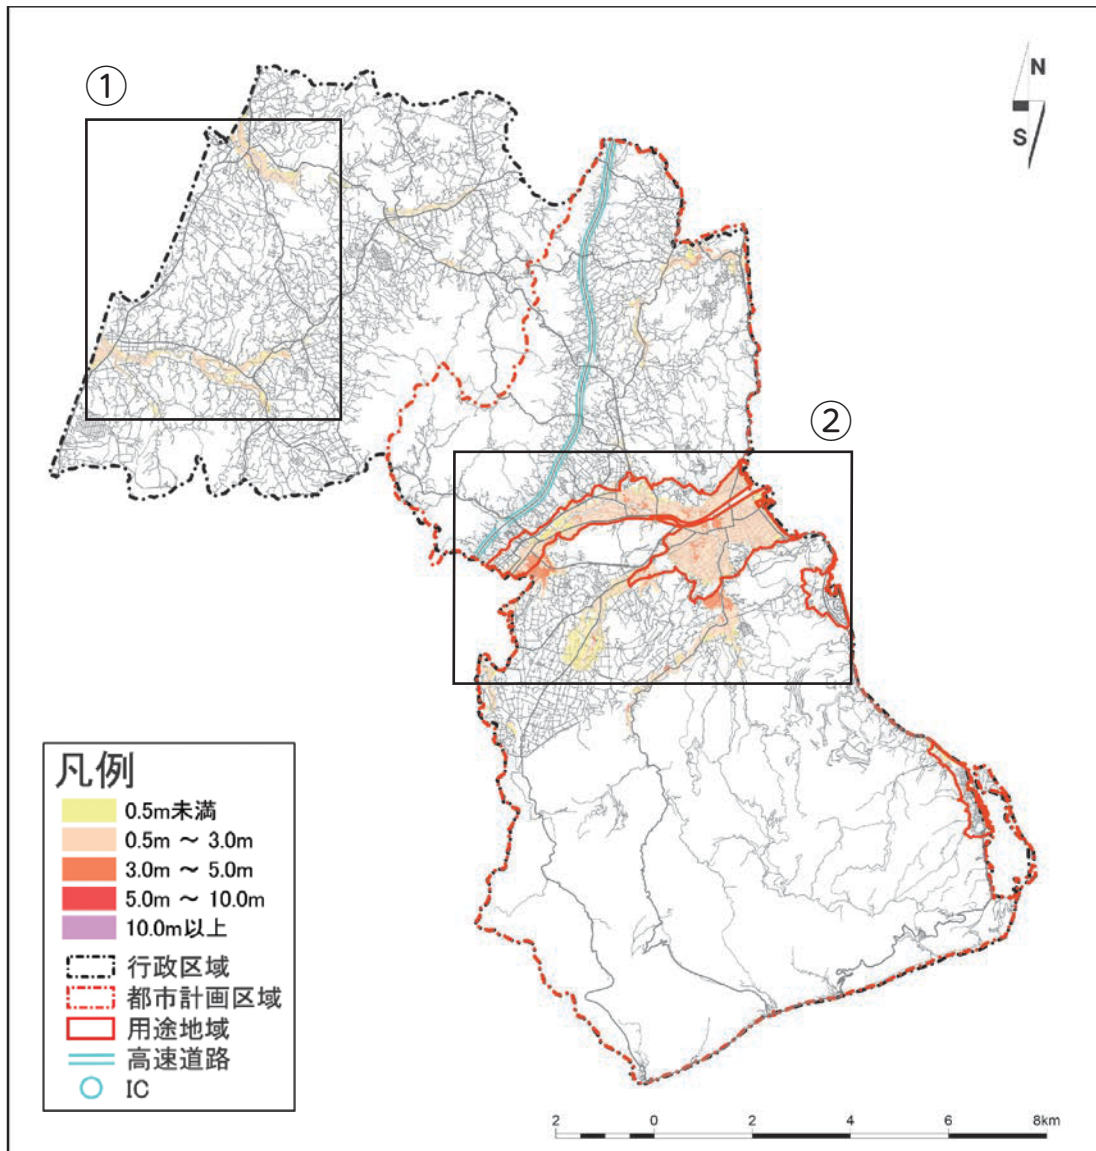 ①
N
S
②
凡例
0.5m未満
0.5m ~ 3.0m
3.0m ~ 5.0m
5.0m ~ 10.0m
10.0m以上
行政区域
都市計画区域
用途地域
高速道路
IC
2 0 2 4 6 8km